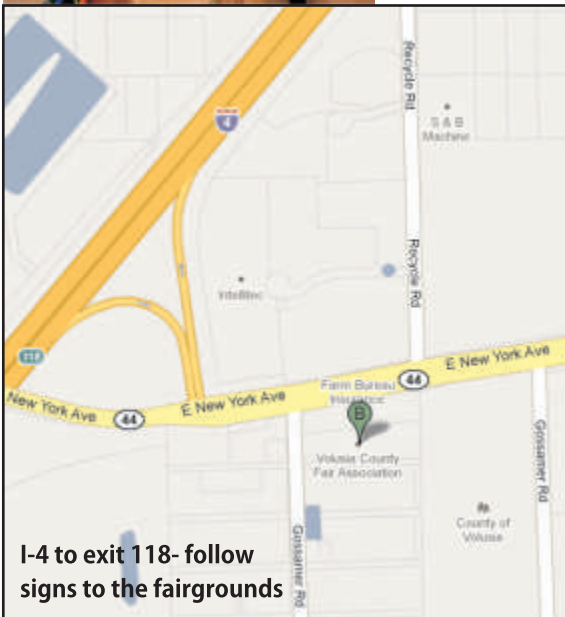 Recycle Rd
4
S & B
Machine
Recycle Rd
Intellitec
118
E New York Ave
44
Farm Bureau
Insurance
New York Ave
44
E New York Ave
B
Volusia County
Fair Association
Gossamer Rd
County of
Volusia
Gossamer Rd
I-4 to exit 118- follow
signs to the fairgrounds